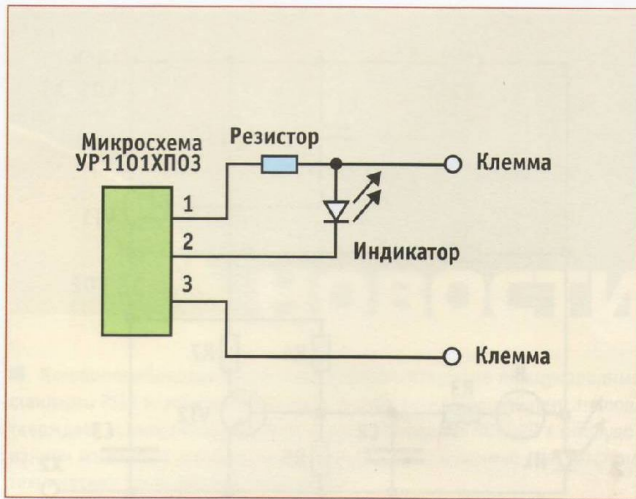 Микросхема
УР1101ХП03
Резистор
Клемма
1
2
Индикатор
3
Клемма